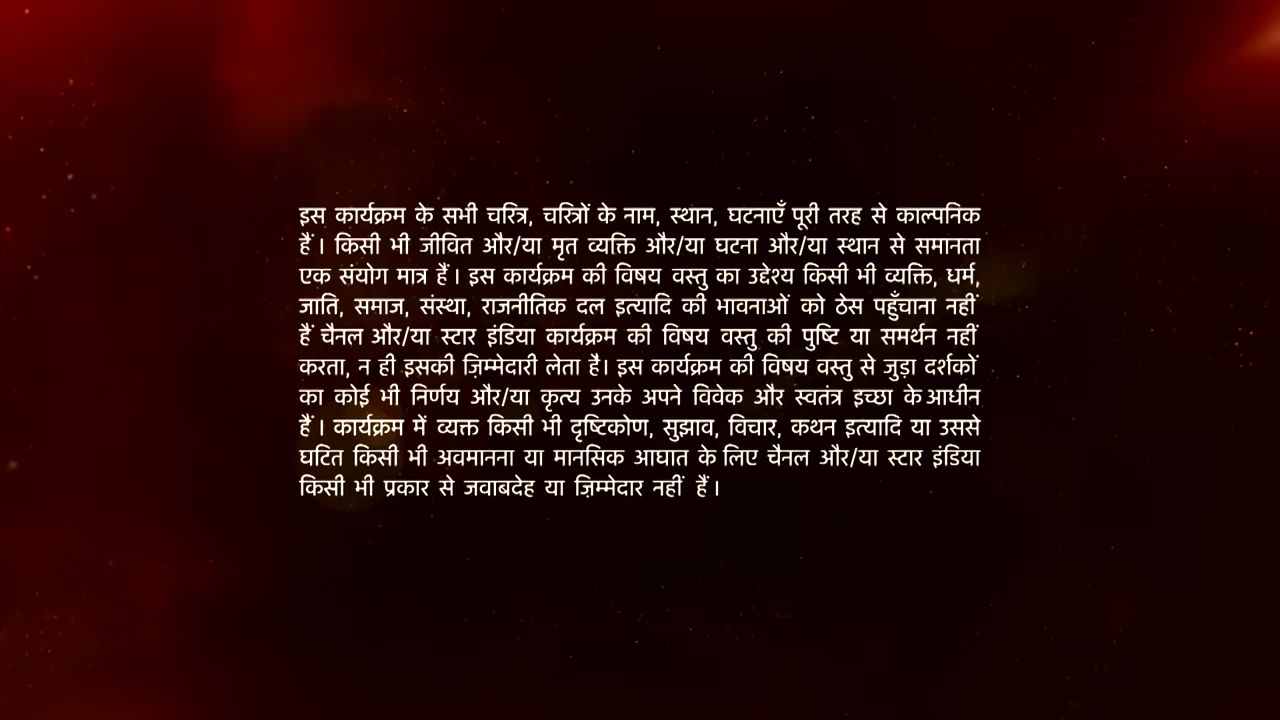 इस कार्यक्रम के सभी चरित्र, चरित्रों के नाम, स्थान, घटनाएँ पूरी तरह से काल्पनिक
हैं । किसी भी जीवित और/या मृत व्यक्ति और/या घटना और/या स्थान से समानता
एक संयोग मात्र हैं । इस कार्यक्रम की विषय वस्तु का उद्देश्य किसी भी व्यक्ति, धर्म,
जाति, समाज, संस्था, राजनीतिक दल इत्यादि की भावनाओं को ठेस पहुँचाना नहीं
हैं चैनल और/या स्टार इंडिया कार्यक्रम की विषय वस्तु की पुष्टि या समर्थन नहीं
करता, न ही इसकी ज़िम्मेदारी लेता है। इस कार्यक्रम की विषय वस्तु से जुड़ा दर्शकों
का कोई भी निर्णय और/या कृत्य उनके अपने विवेक और स्वतंत्र इच्छा के आधीन
हैं । कार्यक्रम में व्यक्त किसी भी दृष्टिकोण, सुझाव, विचार, कथन इत्यादि या उससे
घटित किसी भी अवमानना या मानसिक आघात के लिए चैनल और/या स्टार इंडिया
किसी भी प्रकार से जवाबदेह या ज़िम्मेदार नहीं हैं ।